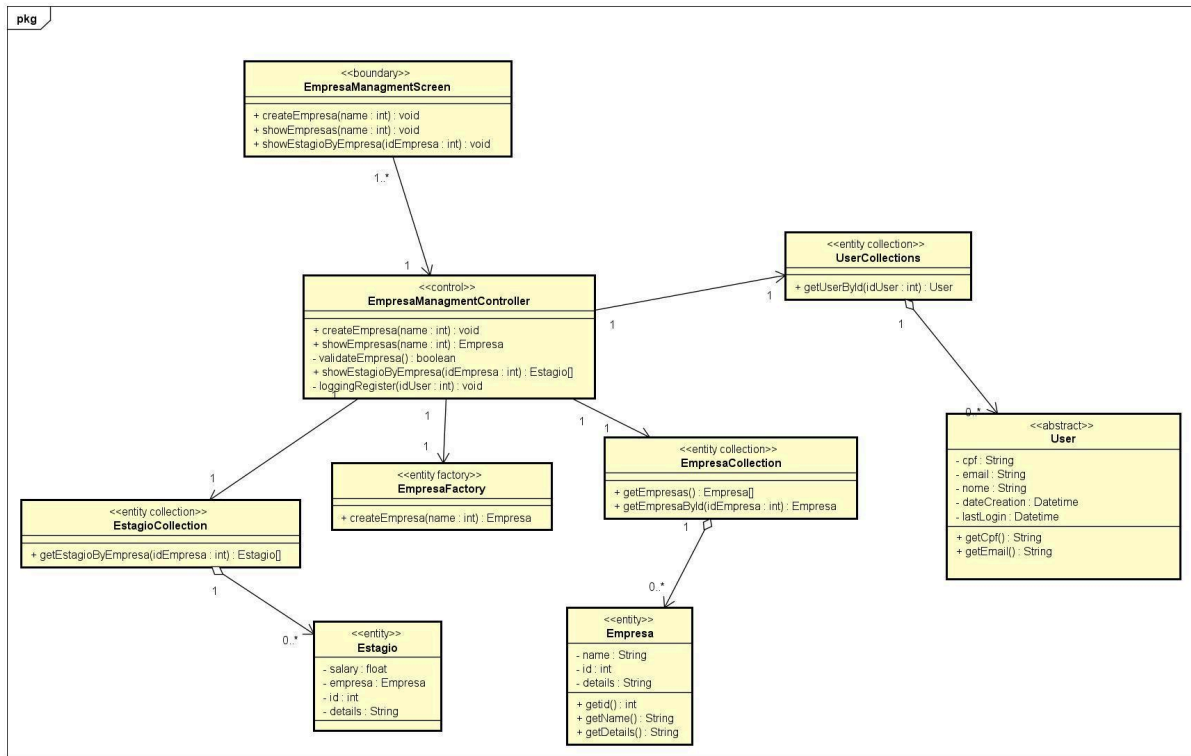 pkg
<<boundary>>
EmpresaManagmentScreen
+ createEmpresa(name : int) : void
+ showEmpresas(name : int) : void
+ showEstagioByEmpresa(idEmpresa : int) : void
1..*
1
<<control>>
EmpresaManagmentController
+ createEmpresa(name : int) : void
+ showEmpresas(name : int) : Empresa
- validateEmpresa() : boolean
+ showEstagioByEmpresa(idEmpresa : int) : Estagio[]
- loggingRegister(idUser : int) : void
1
1
<<entity collection>>
UserCollections
+ getUserById(idUser : int) : User
1
0..*
<<abstract>>
User
- cpf : String
- email : String
- nome : String
- dateCreation : Datetime
- lastLogin : Datetime
+ getCpf() : String
+ getEmail() : String
1
1
<<entity collection>>
EstagioCollection
+ getEstagioByEmpresa(idEmpresa : int) : Estagio[]
1
0..*
<<entity>>
Estagio
- salary : float
- empresa : Empresa
- id : int
- details : String
1
1
<<entity factory>>
EmpresaFactory
+ createEmpresa(name : int) : Empresa
1
1
<<entity collection>>
EmpresaCollection
+ getEmpresas() : Empresa[]
+ getEmpresaById(idEmpresa : int) : Empresa
1
0..*
<<entity>>
Empresa
- name : String
- id : int
- details : String
+ getid() : int
+ getName() : String
+ getDetails() : String